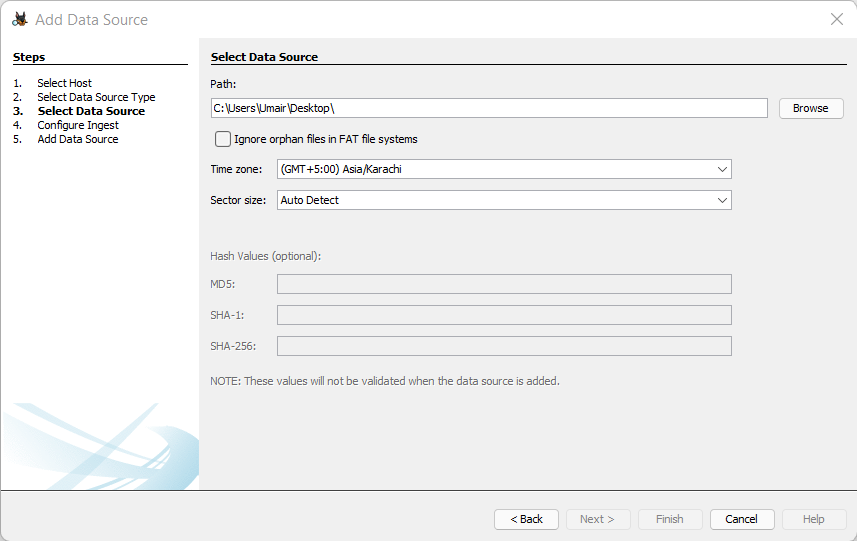 Add Data Source
Steps
1. Select Host
2. Select Data Source Type
3. Select Data Source
4. Configure Ingest
5. Add Data Source
Select Data Source
Path:
C:\Users\Umair\Desktop\
Browse
Ignore orphan files in FAT file systems
Time zone: (GMT+5:00) Asia/Karachi
Sector size: Auto Detect
Hash Values (optional):
MD5:
SHA-1:
SHA-256:
NOTE: These values will not be validated when the data source is added.
< Back Next > Finish Cancel Help